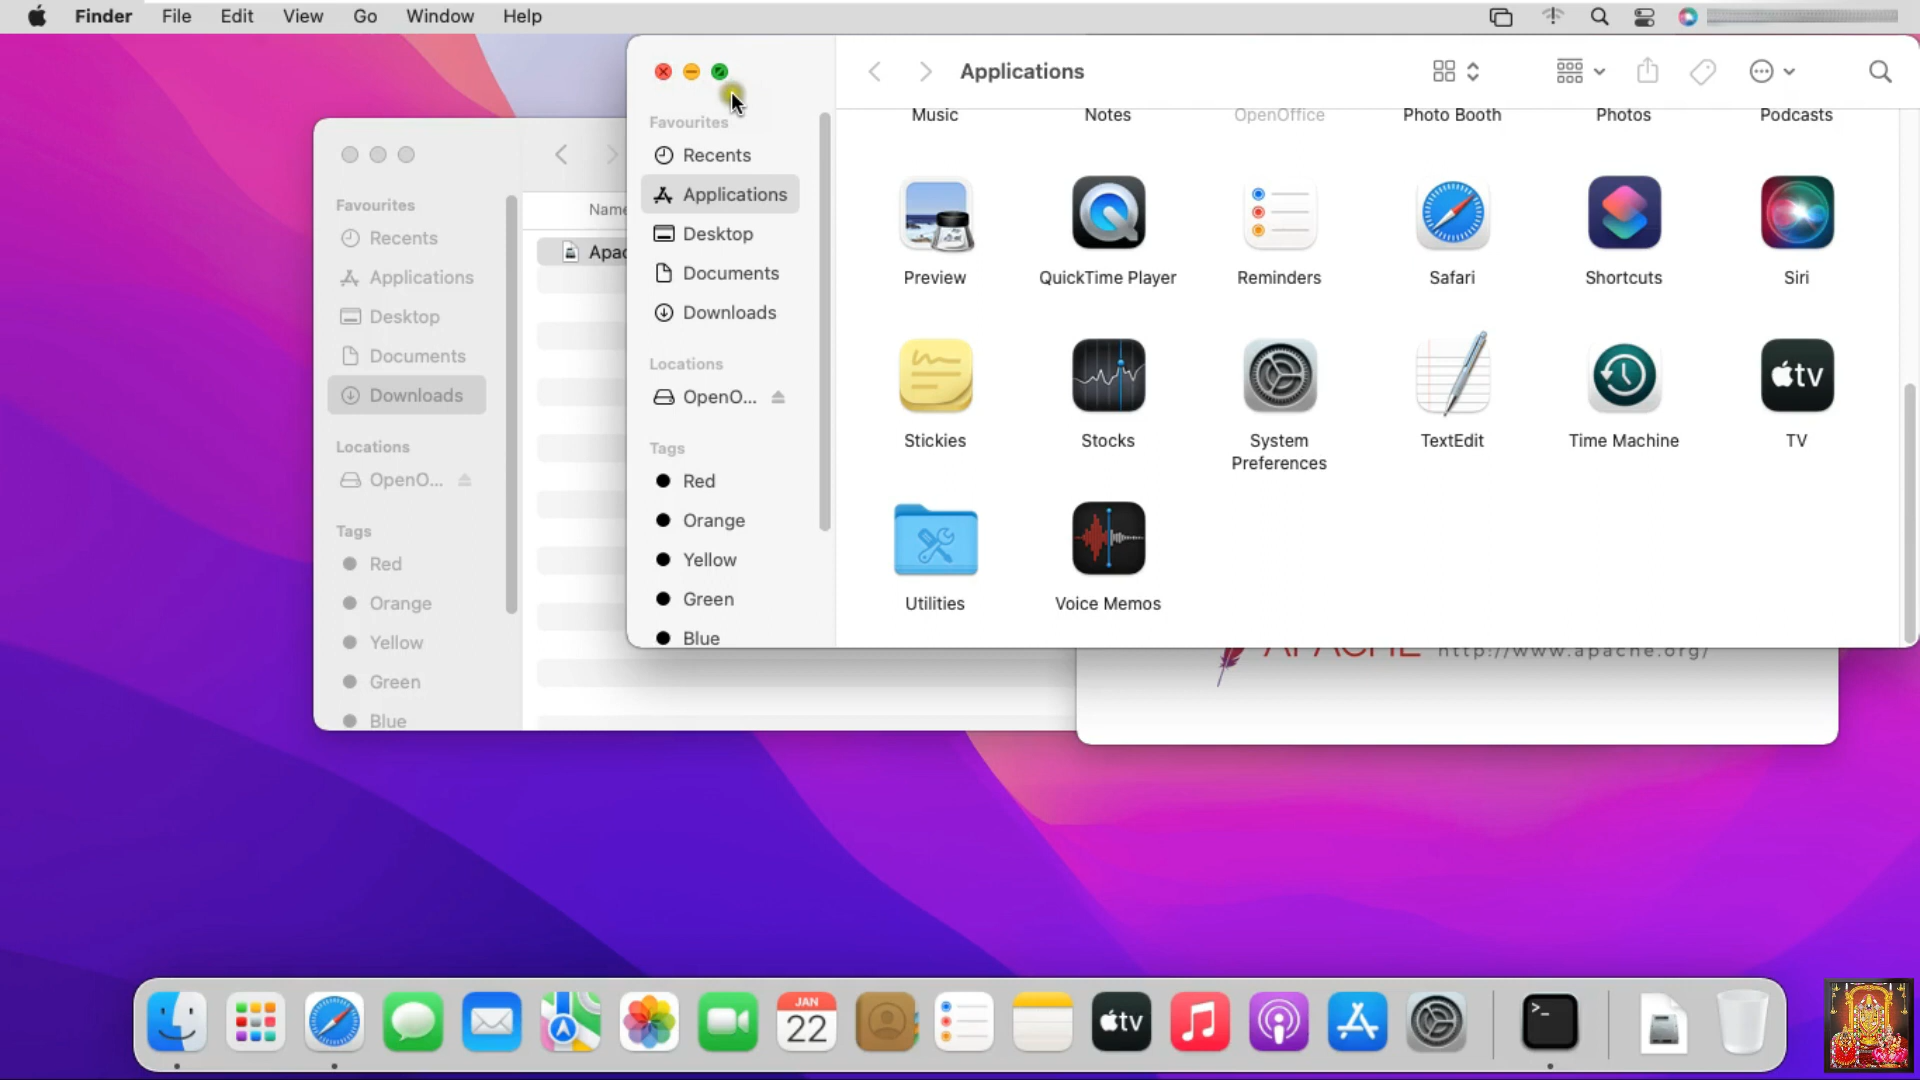 Finder File Edit View Go Window Help
Applications
Favourites
Recents
Applications
Desktop
Documents
Downloads
Locations
OpenO...
Tags
Red
Orange
Yellow
Green
Blue
Music Notes OpenOffice Photo Booth Photos Podcasts
Preview QuickTime Player Reminders Safari Shortcuts Siri
tv
Stickies Stocks System Preferences TextEdit Time Machine TV
Utilities Voice Memos
Favourites
Recents
Applications
Desktop
Documents
Downloads
Locations
OpenO...
Tags
Red
Orange
Yellow
Green
Blue
Name
Apac
APACHE http://www.apache.org/
JAN
22
tv
>_